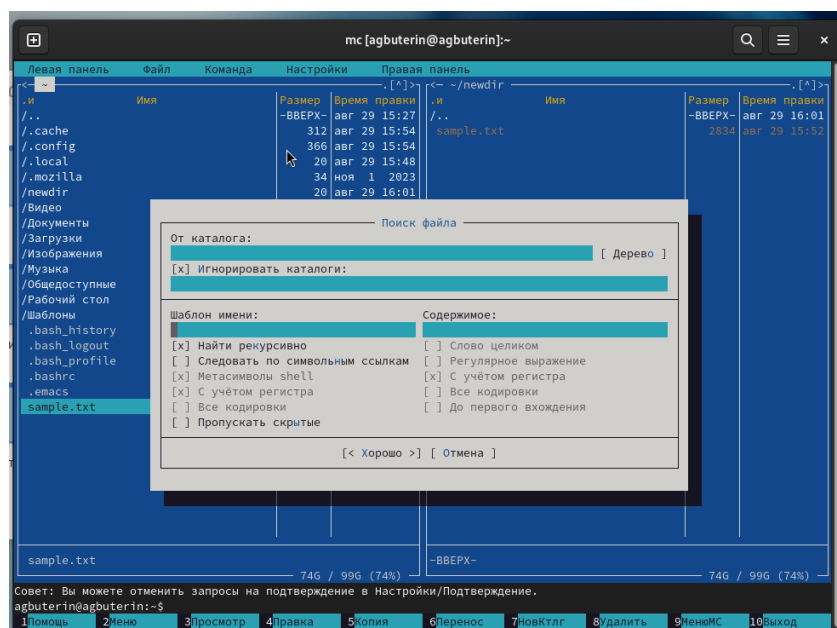 mc [agbuterin@agbuterin]:~
Левая панель Файл Команда Настройки Правая панель
<— ~ .[^]>
<— ~/newdir .[^]>
.и Имя Размер Время правки
.и Имя Размер Время правки
/.. -ВВЕРХ- авг 29 15:27
/.. -ВВЕРХ- авг 29 16:01
/.cache 312 авг 29 15:54
sample.txt 2834 авг 29 15:52
/.config 366 авг 29 15:54
/.local 20 авг 29 15:48
/.mozilla 34 ноя 1 2023
/newdir 20 авг 29 16:01
/Видео
/Документы
/Загрузки
/Изображения
/Музыка
/Общедоступные
/Рабочий стол
/Шаблоны
.bash_history
.bash_logout
.bash_profile
.bashrc
.emacs
sample.txt
Поиск файла
От каталога:
[ Дерево ]
[x] Игнорировать каталоги:
Шаблон имени: Содержимое:
[x] Найти рекурсивно [ ] Слово целиком
[ ] Следовать по символьным ссылкам [ ] Регулярное выражение
[x] Метасимволы shell [x] С учётом регистра
[x] С учётом регистра [ ] Все кодировки
[ ] Все кодировки [ ] До первого вхождения
[ ] Пропускать скрытые
[< Хорошо >] [ Отмена ]
sample.txt
-ВВЕРХ-
74G / 99G (74%)
74G / 99G (74%)
Совет: Вы можете отменить запросы на подтверждение в Настройки/Подтверждение.
agbuterin@agbuterin:~$
1Помощь 2Меню 3Просмотр 4Правка 5Копия 6Перенос 7НовКтлг 8Удалить 9МенюMC 10Выход